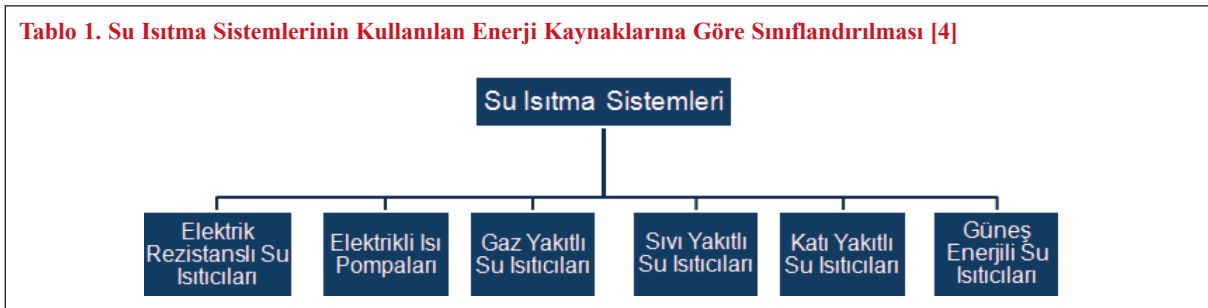 Tablo 1. Su Isıtma Sistemlerinin Kullanılan Enerji Kaynaklarına Göre Sınıflandırılması [4]
Su Isıtma Sistemleri
Elektrik
Rezistanslı Su
Isıtıcıları
Elektrikli Isı
Pompaları
Gaz Yakıtlı
Su Isıtıcıları
Sıvı Yakıtlı
Su Isıtıcıları
Katı Yakıtlı
Su Isıtıcıları
Güneş
Enerjili Su
Isıtıcıları